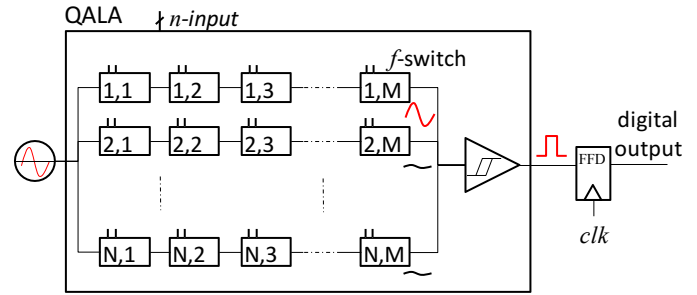 QALA
n-input
f-switch
1,1 1,2 1,3 1,M
2,1 2,2 2,3 2,M
N,1 N,2 N,3 N,M
FFD
clk
digital
output